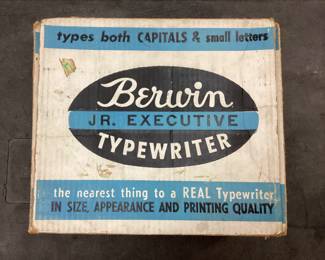 types both CAPITALS & small letters
Berwin
JR. EXECUTIVE
TYPEWRITER
the nearest thing to a REAL Typewriter
IN SIZE, APPEARANCE AND PRINTING QUALITY